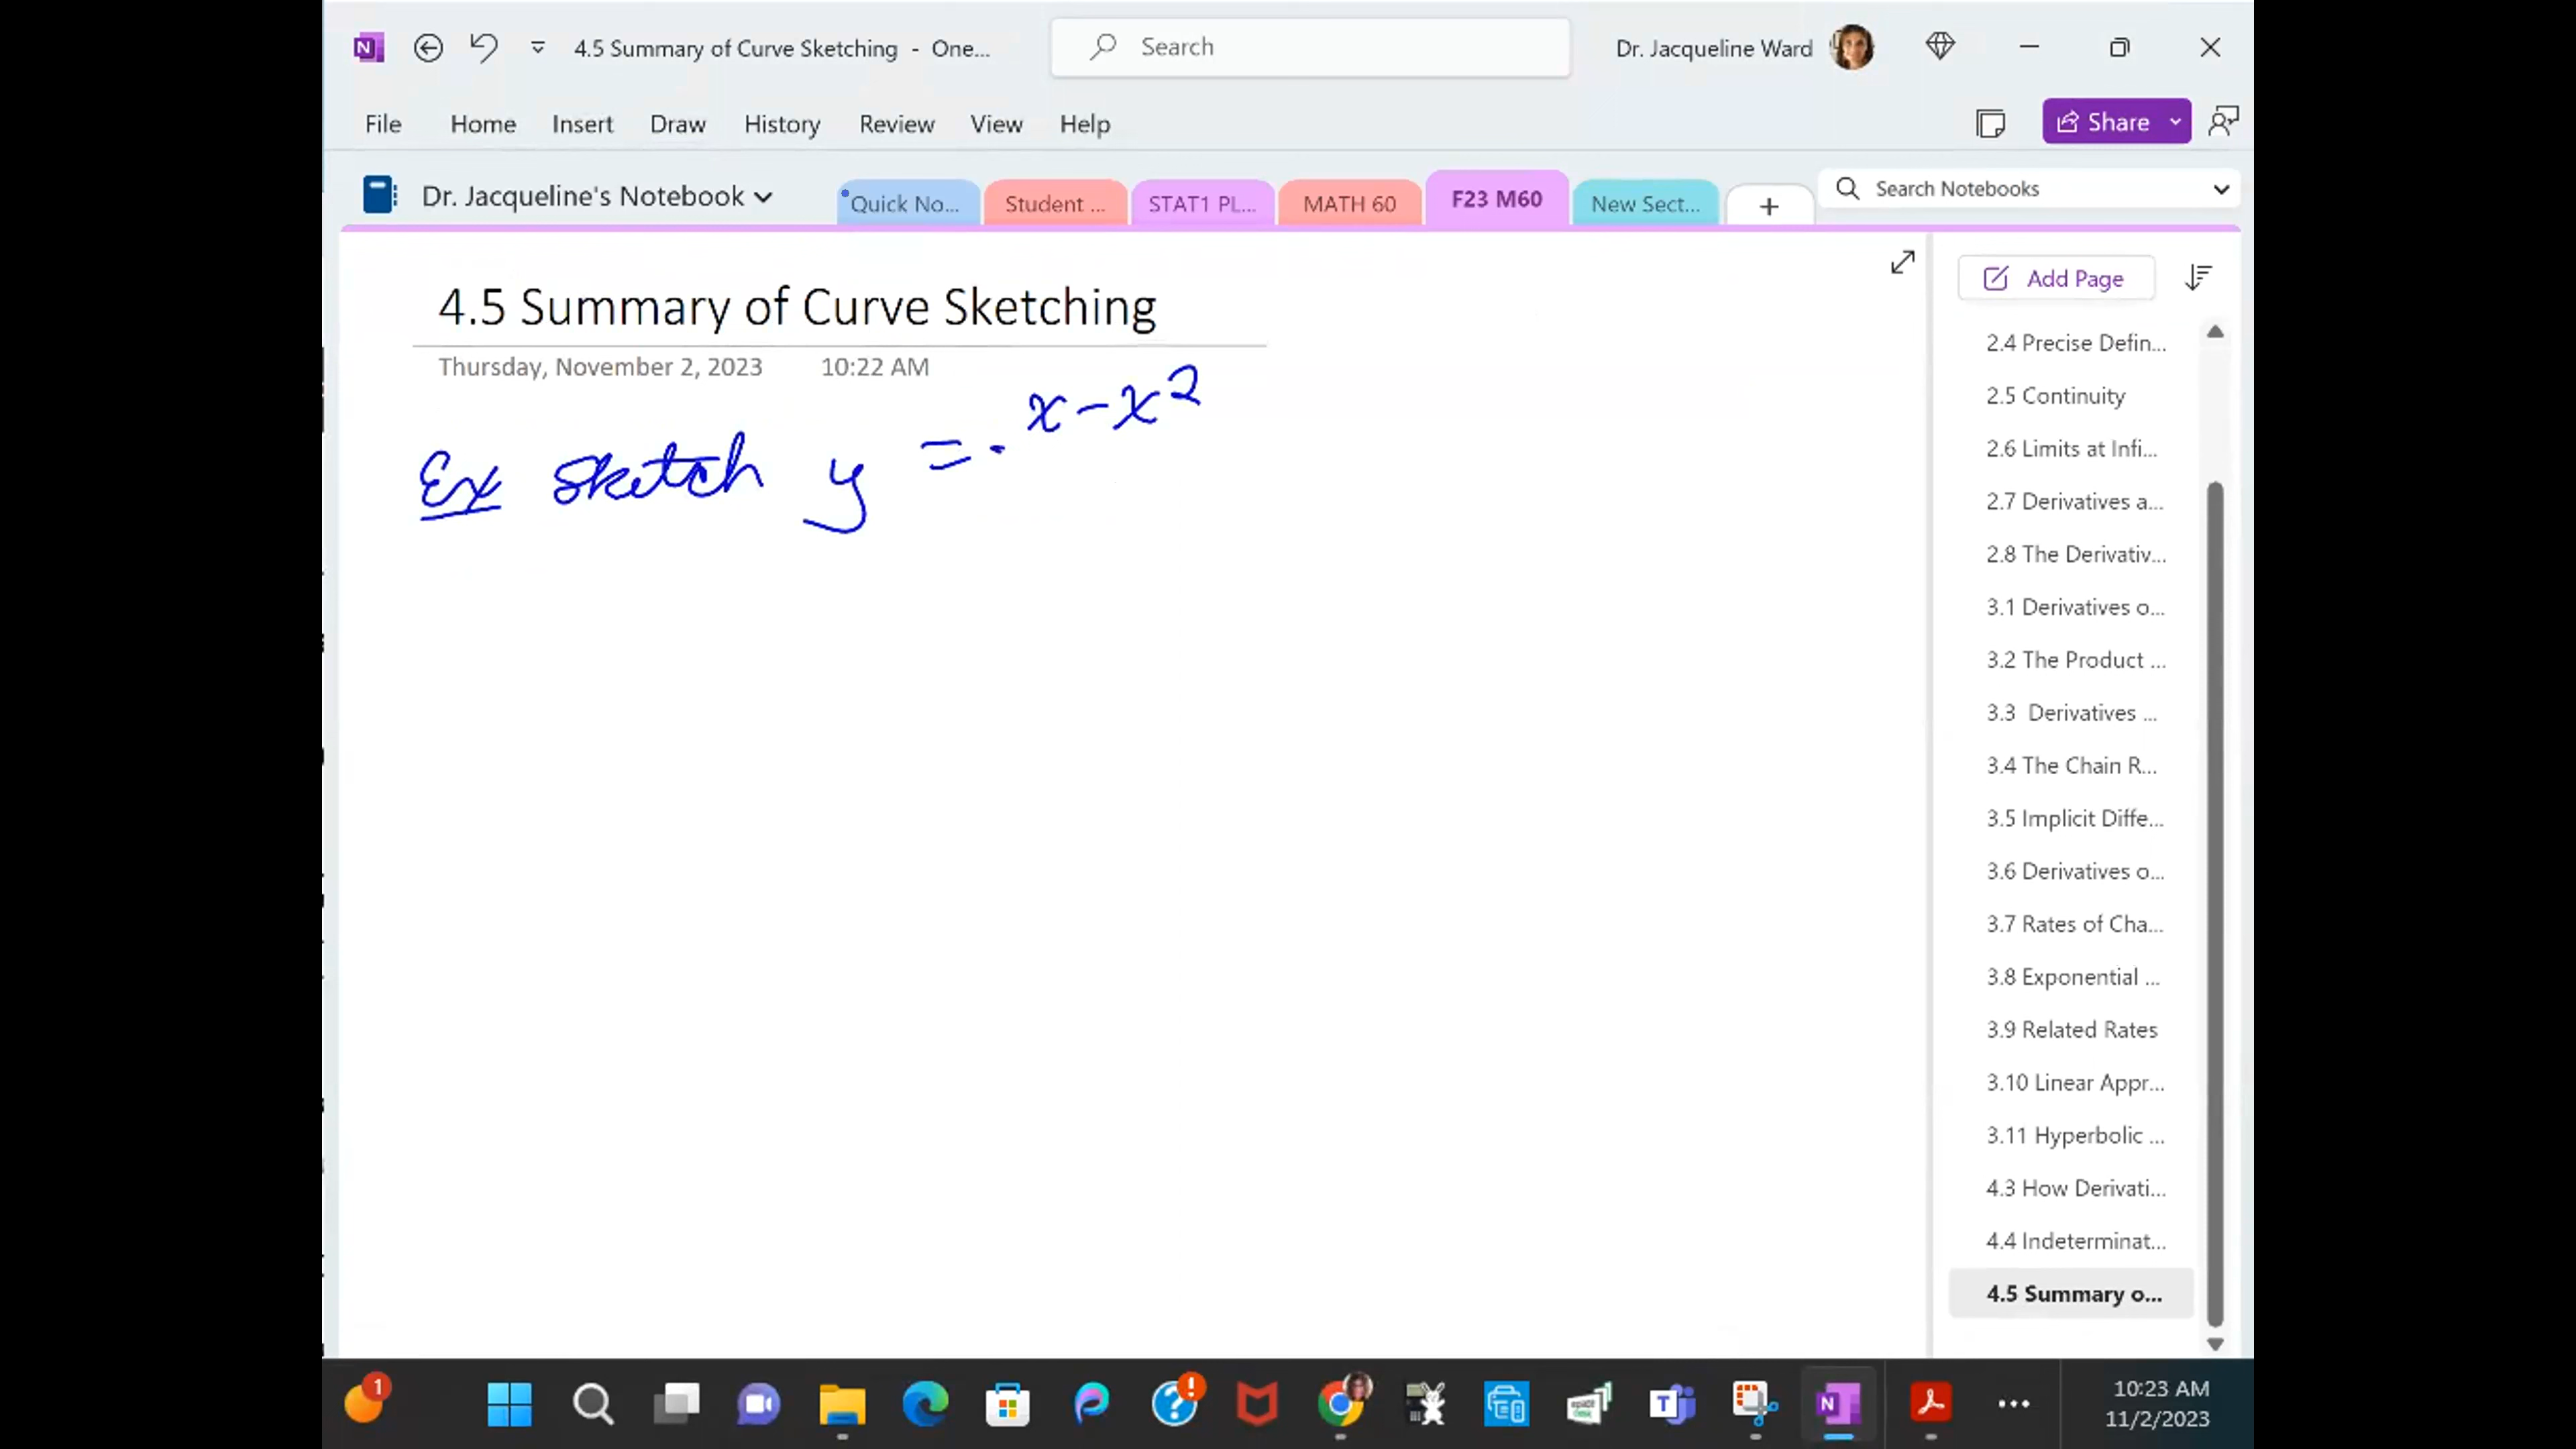 4.5 Summary of Curve Sketching - One...
Search
Dr. Jacqueline Ward
File Home Insert Draw History Review View Help
Share
Dr. Jacqueline's Notebook
Quick No...
Student ...
STAT1 PL...
MATH 60
F23 M60
New Sect...
+
Search Notebooks
4.5 Summary of Curve Sketching
Thursday, November 2, 2023 10:22 AM
Ex sketch y = x - x²
Add Page
2.4 Precise Defin...
2.5 Continuity
2.6 Limits at Infi...
2.7 Derivatives a...
2.8 The Derivativ...
3.1 Derivatives o...
3.2 The Product ...
3.3 Derivatives ...
3.4 The Chain R...
3.5 Implicit Diffe...
3.6 Derivatives o...
3.7 Rates of Cha...
3.8 Exponential ...
3.9 Related Rates
3.10 Linear Appr...
3.11 Hyperbolic ...
4.3 How Derivati...
4.4 Indeterminat...
4.5 Summary o...
1
10:23 AM
11/2/2023